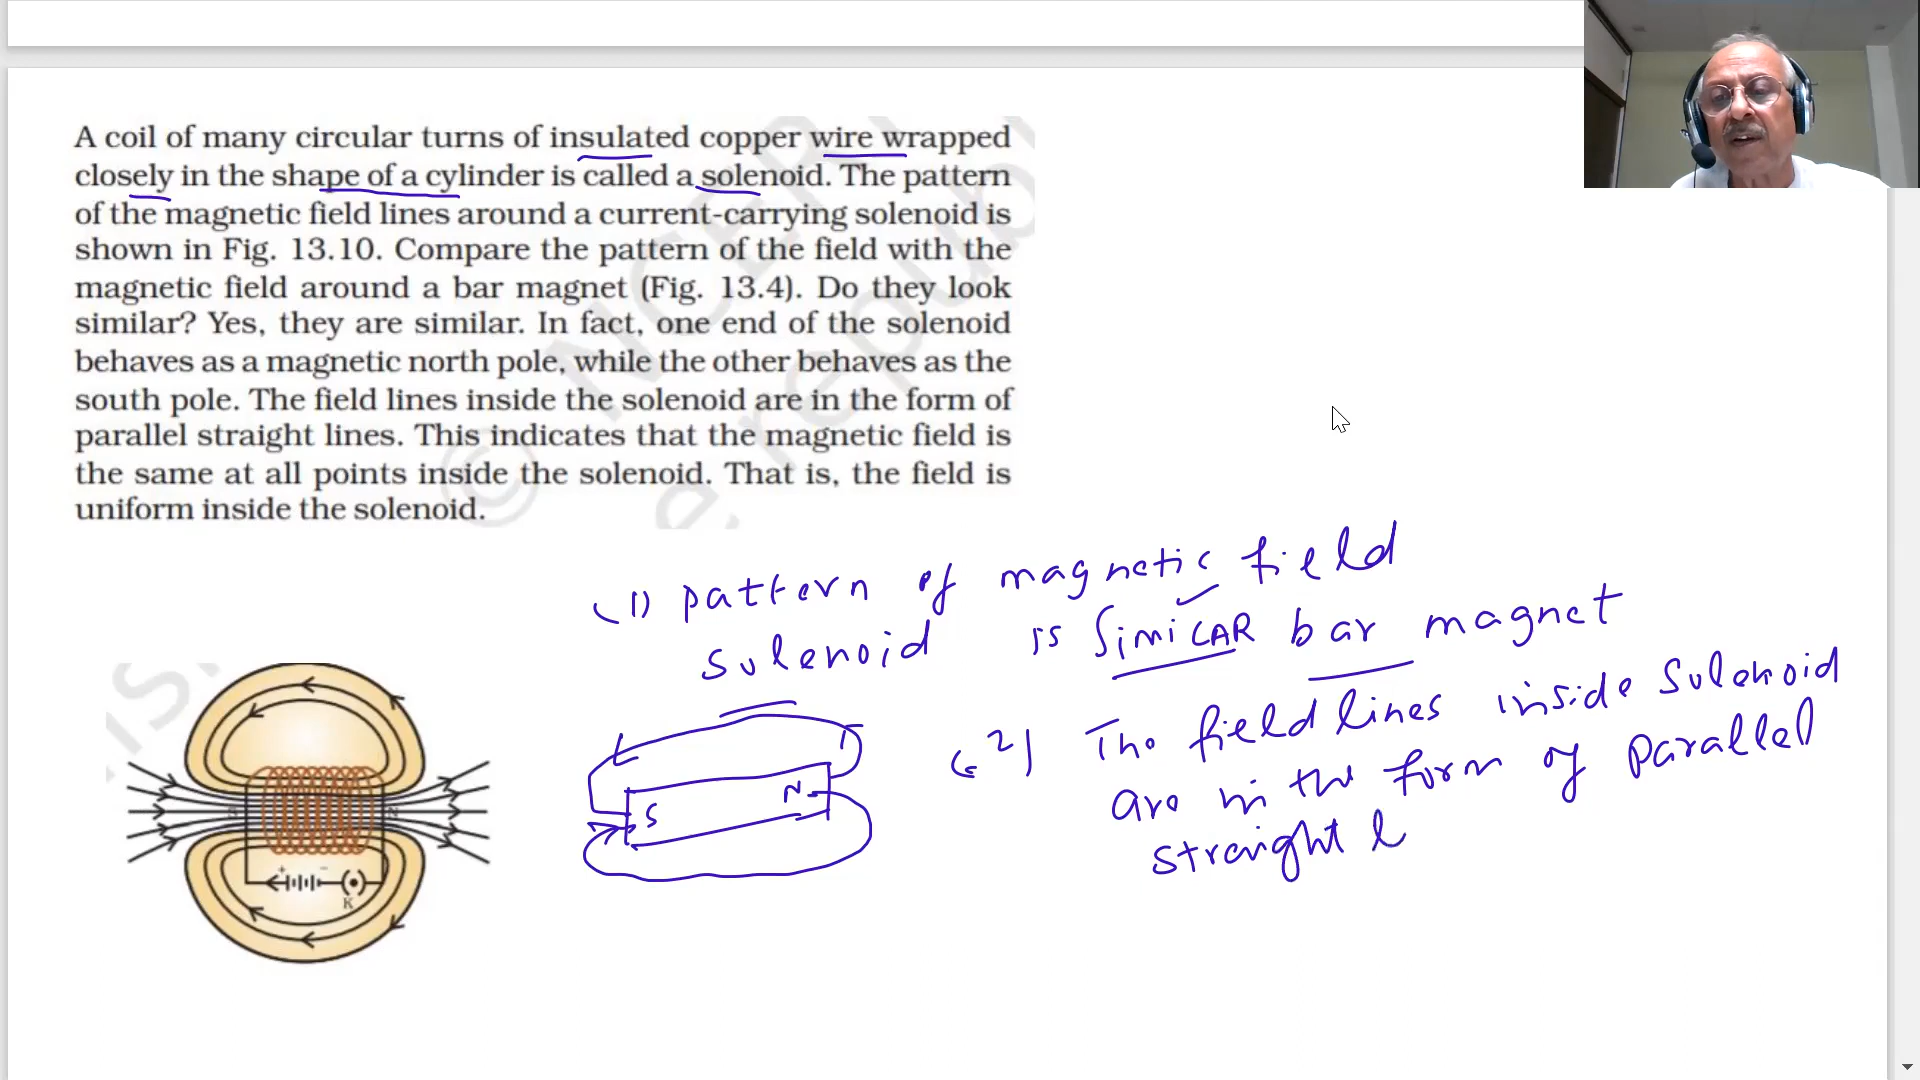 A coil of many circular turns of insulated copper wire wrapped
closely in the shape of a cylinder is called a solenoid. The pattern
of the magnetic field lines around a current-carrying solenoid is
shown in Fig. 13.10. Compare the pattern of the field with the
magnetic field around a bar magnet (Fig. 13.4). Do they look
similar? Yes, they are similar. In fact, one end of the solenoid
behaves as a magnetic north pole, while the other behaves as the
south pole. The field lines inside the solenoid are in the form of
parallel straight lines. This indicates that the magnetic field is
the same at all points inside the solenoid. That is, the field is
uniform inside the solenoid.
(1) pattern of magnetic field
solenoid is SIMILAR bar magnet
(2) The field lines inside solenoid
are in the form of parallel
straight l
S N
S N
+ −
K
© NCER
e repub